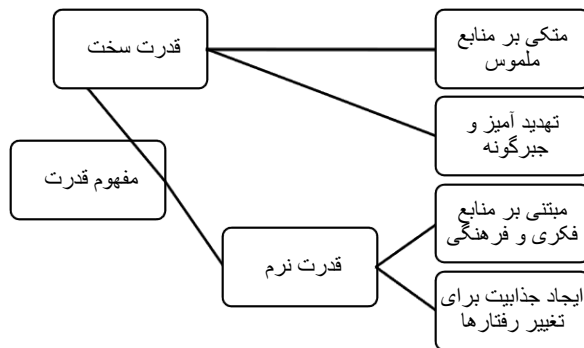 مفهوم قدرت
قدرت سخت
متکی بر منابع
ملموس
تهدید آمیز و
جبرگونه
قدرت نرم
مبتنی بر منابع
فکری و فرهنگی
ایجاد جذابیت برای
تغییر رفتارها